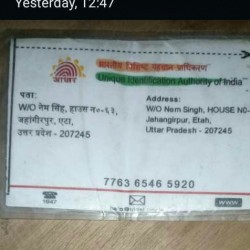 Yesterday, 12:47
भारतीय विशिष्ट पहचान प्राधिकरण
Unique Identification Authority of India
आधार
पता:
W/O नेम सिंह, हाउस न०-६३,
जहांगीरपुर, एटा,
उत्तर प्रदेश - 207245
Address:
W/O Nem Singh, HOUSE NO-
Jahangirpur, Etah,
Uttar Pradesh - 207245
7763 6546 5920
1947
www